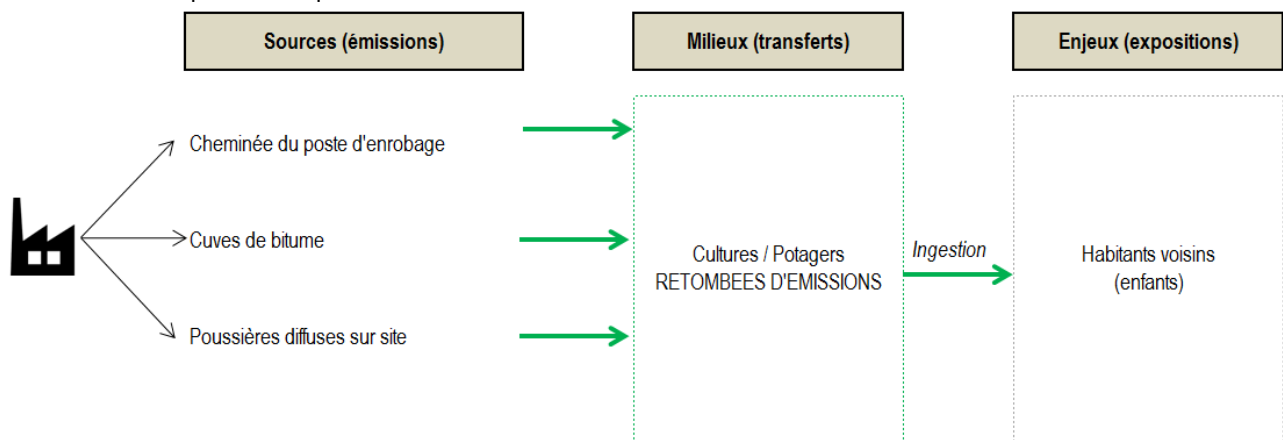 Sources (émissions)
Milieux (transferts)
Enjeux (expositions)
Cheminée du poste d'enrobage
Cuves de bitume
Poussières diffuses sur site
Cultures / Potagers
RETOMBEES D'EMISSIONS
Ingestion
Habitants voisins
(enfants)